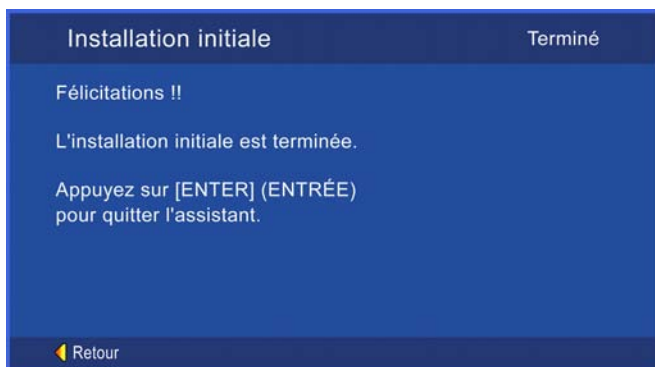 Installation initiale
Terminé
Félicitations !!
L'installation initiale est terminée.
Appuyez sur [ENTER] (ENTRÉE)
pour quitter l'assistant.
Retour